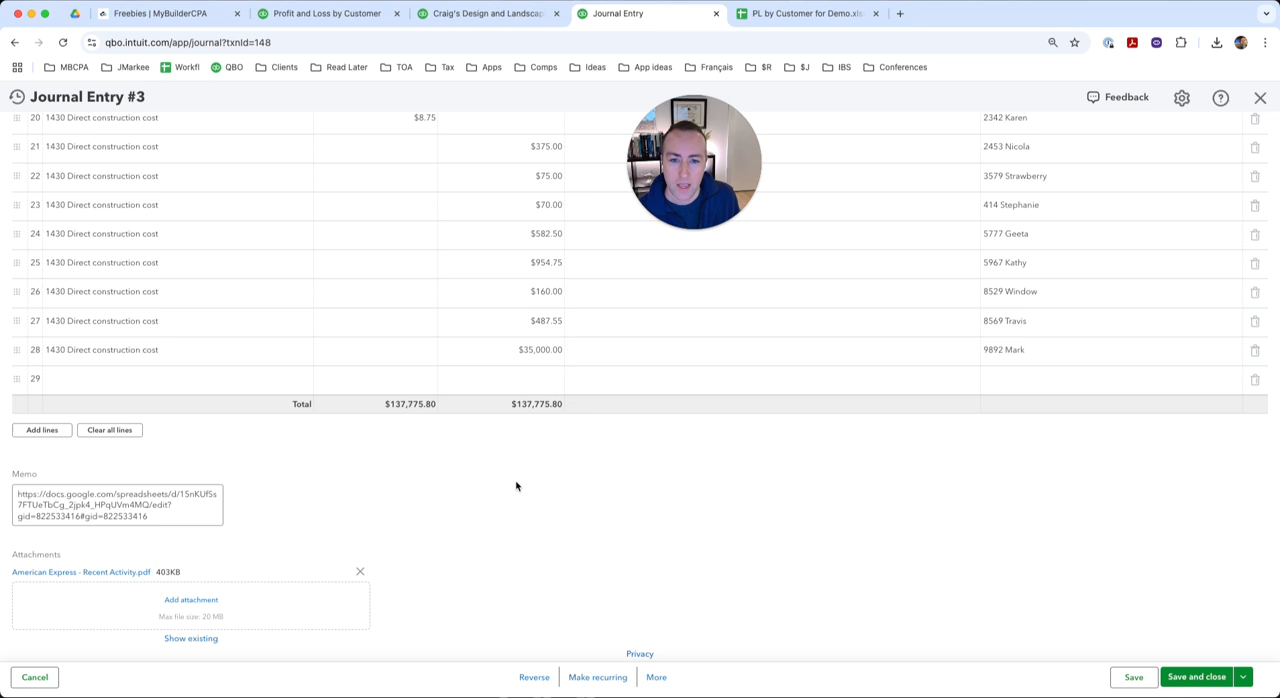 Freebies | MyBuilderCPA
Profit and Loss by Customer
Craig's Design and Landscap
Journal Entry
PL by Customer for Demo.xls
qbo.intuit.com/app/journal?txnId=148
MBCPA
JMarkee
Workfl
QBO
Clients
Read Later
TOA
Tax
Apps
Comps
Ideas
App ideas
Français
$R
$J
IBS
Conferences
Journal Entry #3
Feedback
20 1430 Direct construction cost $8.75 2342 Karen
21 1430 Direct construction cost $375.00 2453 Nicola
22 1430 Direct construction cost $75.00 3579 Strawberry
23 1430 Direct construction cost $70.00 414 Stephanie
24 1430 Direct construction cost $582.50 5777 Geeta
25 1430 Direct construction cost $954.75 5967 Kathy
26 1430 Direct construction cost $160.00 8529 Window
27 1430 Direct construction cost $487.55 8569 Travis
28 1430 Direct construction cost $35,000.00 9892 Mark
29
Total $137,775.80 $137,775.80
Add lines
Clear all lines
Memo
https://docs.google.com/spreadsheets/d/15nKUfSs
7FTUeTbCg_2jpk4_HPqUVm4MQ/edit?
gid=822533416#gid=822533416
Attachments
American Express - Recent Activity.pdf 403KB
Add attachment
Max file size: 20 MB
Show existing
Privacy
Cancel
Reverse
Make recurring
More
Save
Save and close